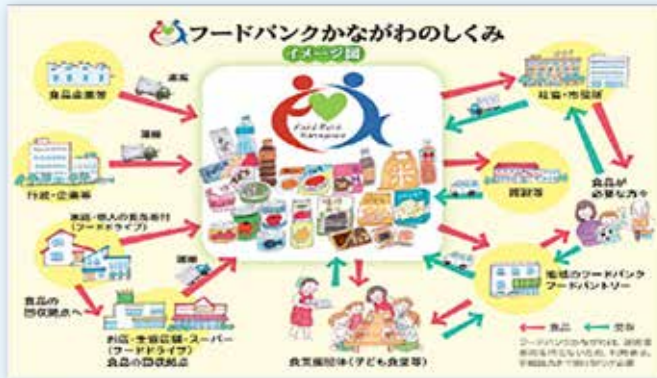 フードバンクかながわのしくみ
イメージ図
食品企業等
運搬
社協・市役所
運搬
行政・企業等
施設等
食品が
必要な方々
家庭・個人の食品寄付
(フードドライブ)
運搬
地域のフードバンク
フードパントリー
食品の
回収拠点へ
お店・生協店舗・スーパー
(フードドライブ)
食品の回収拠点
食支援団体(子ども食堂等)
食品
米